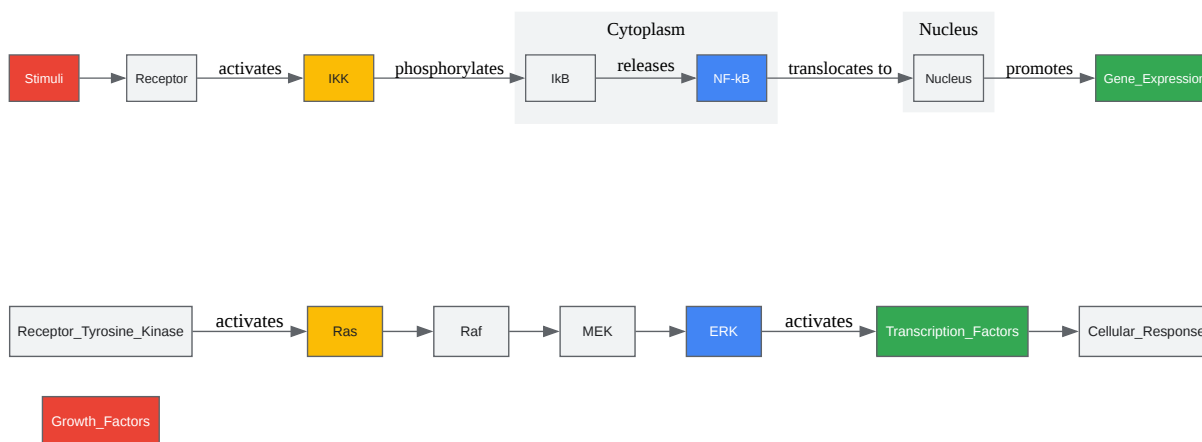 Cytoplasm
Nucleus
Stimuli
Receptor
activates
IKK
phosphorylates
IkB
releases
NF-kB
translocates to
Nucleus
promotes
Gene_Expression
Receptor_Tyrosine_Kinase
activates
Ras
Raf
MEK
ERK
activates
Transcription_Factors
Cellular_Response
Growth_Factors